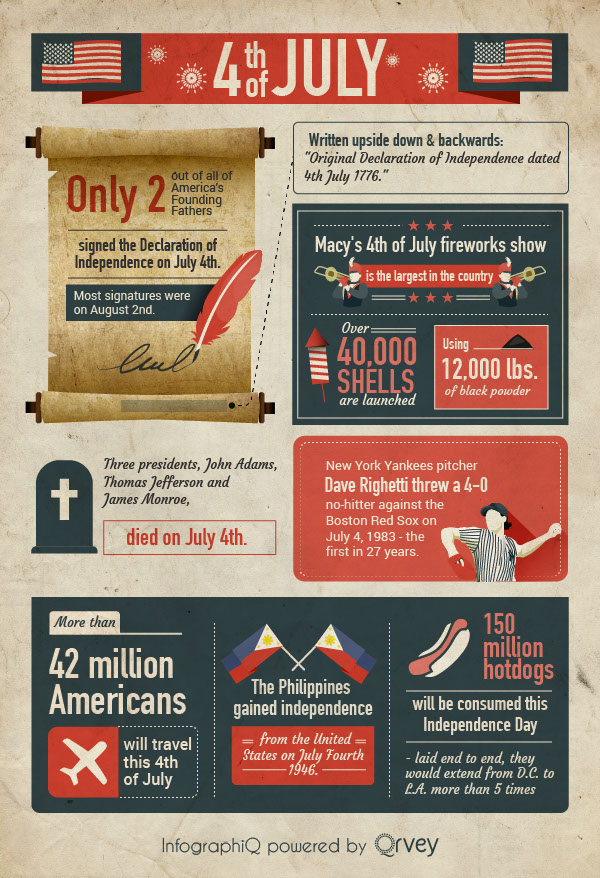 4th of JULY
Only 2
out of all of
America's
Founding
Fathers
signed the Declaration of
Independence on July 4th.
Most signatures were
on August 2nd.
Written upside down & backwards:
"Original Declaration of Independence dated
4th July 1776."
Macy's 4th of July fireworks show
is the largest in the country
Over
40,000
SHELLS
are launched
Using
12,000 lbs.
of black powder
Three presidents, John Adams,
Thomas Jefferson and
James Monroe,
died on July 4th.
New York Yankees pitcher
Dave Righetti threw a 4-0
no-hitter against the
Boston Red Sox on
July 4, 1983 - the
first in 27 years.
More than
42 million
Americans
will travel
this 4th
of July
The Philippines
gained independence
from the United
States on July Fourth
1946.
150
million
hotdogs
will be consumed this
Independence Day
- laid end to end, they
would extend from D.C. to
L.A. more than 5 times
InfographiQ powered by Qrvey